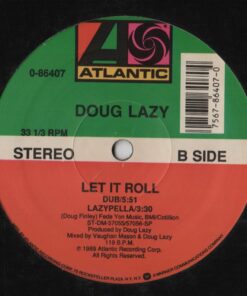 ATLANTIC
0-86407
DOUG LAZY
33 1/3 RPM
STEREO
B SIDE
7567-86407-0
LET IT ROLL
DUB/5:51
LAZYPELLA/3:30
(Doug Finley) Fade Yon Music, BMI/Cotillion
Produced by Doug Lazy
Mixed by Vaughan Mason & Doug Lazy
119 B.P.M.
1989 Atlantic Recording Corp.
All Rights Reserved.